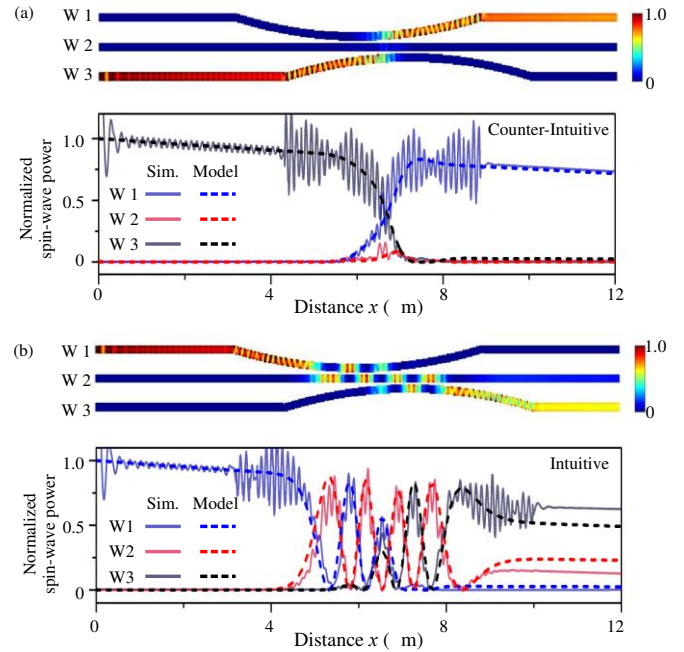 (a)
W 1
W 2
W 3
1.0
0
Counter-Intuitive
Normalized
spin-wave power
1.0
0.5
0
Sim. Model
W 1
W 2
W 3
0 4 8 12
Distance x ( m)
(b)
W 1
W 2
W 3
1.0
0
Intuitive
Normalized
spin-wave power
1.0
0.5
0
Sim. Model
W1
W2
W 3
0 4 8 12
Distance x ( m)